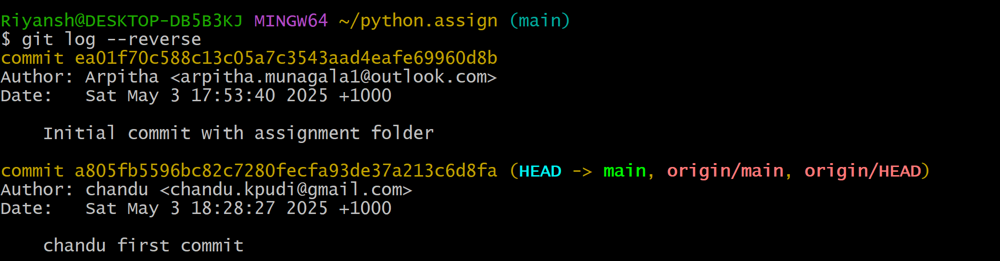 Riyansh@DESKTOP-DB5B3KJ MINGW64 ~/python.assign (main)
$ git log --reverse
commit ea01f70c588c13c05a7c3543aad4eafe69960d8b
Author: Arpitha <arpitha.munagala1@outlook.com>
Date:   Sat May 3 17:53:40 2025 +1000
    Initial commit with assignment folder
commit a805fb5596bc82c7280fecfa93de37a213c6d8fa (HEAD -> main, origin/main, origin/HEAD)
Author: chandu <chandu.kpudi@gmail.com>
Date:   Sat May 3 18:28:27 2025 +1000
    chandu first commit